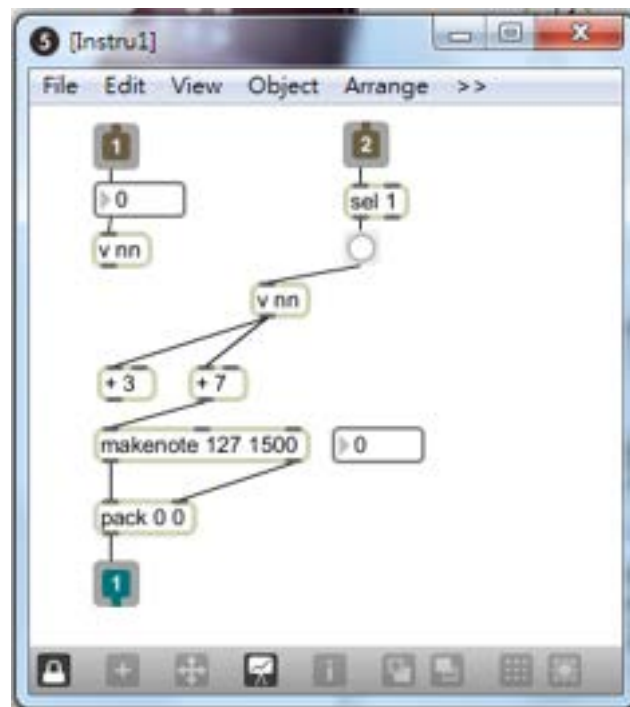 5 [Instru1]
File Edit View Object Arrange >>
1 2
0 sel 1
v nn
v nn
+ 3 + 7
makenote 127 1500 0
pack 0 0
1